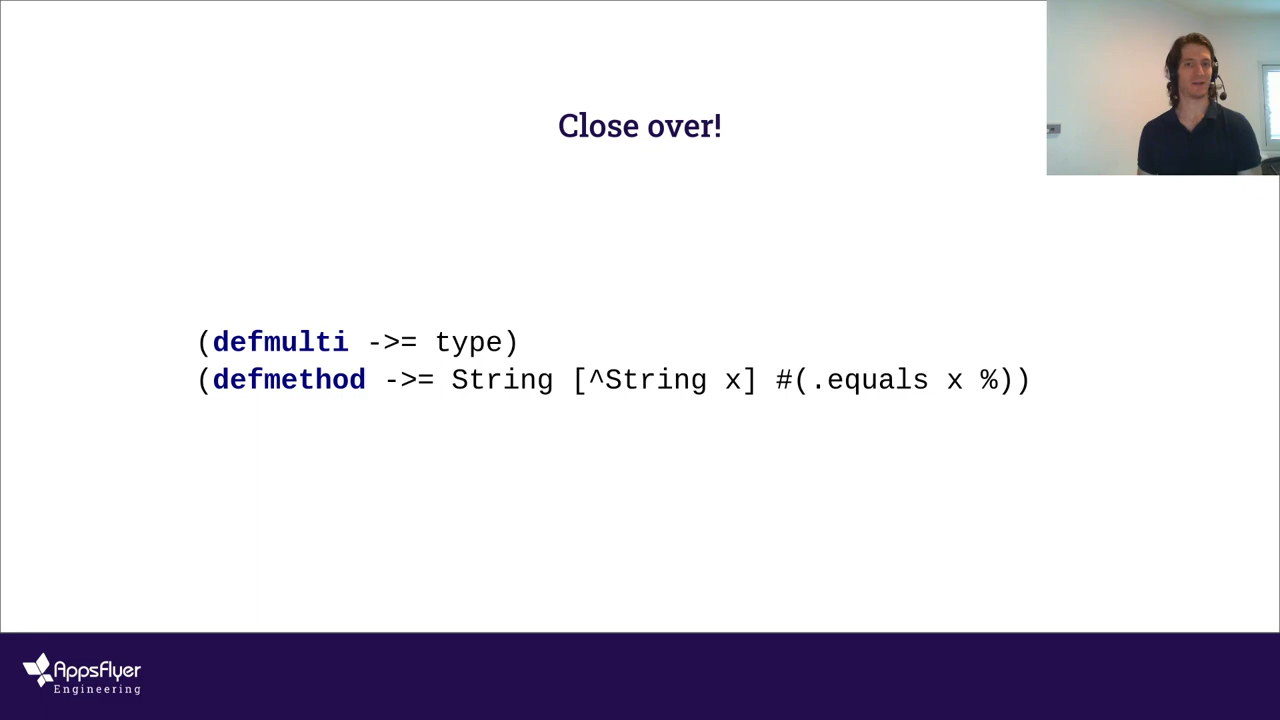 Close over!
(defmulti ->= type)
(defmethod ->= String [^String x] #(.equals x %))
AppsFlyer
Engineering